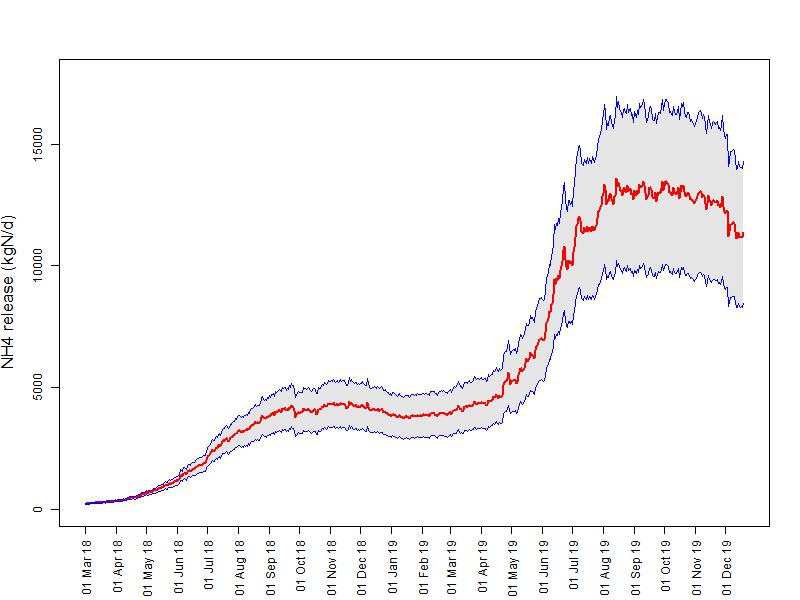 NH4 release (kgN/d)
15000
10000
5000
0
01 Mar 18
01 Apr 18
01 May 18
01 Jun 18
01 Jul 18
01 Aug 18
01 Sep 18
01 Oct 18
01 Nov 18
01 Dec 18
01 Jan 19
01 Feb 19
01 Mar 19
01 Apr 19
01 May 19
01 Jun 19
01 Jul 19
01 Aug 19
01 Sep 19
01 Oct 19
01 Nov 19
01 Dec 19